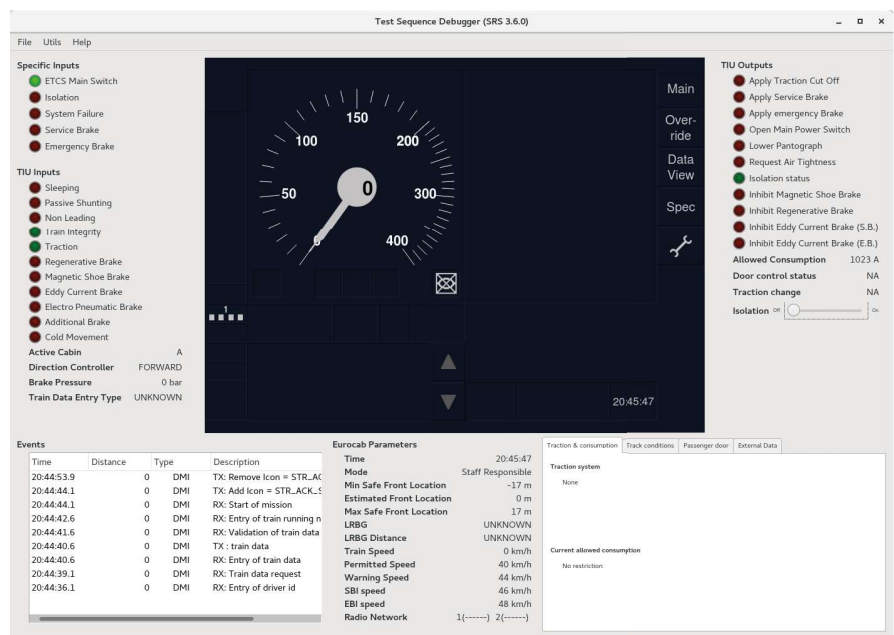 Test Sequence Debugger (SRS 3.6.0)
File Utils Help
Specific Inputs
ETCS Main Switch
Isolation
System Failure
Service Brake
Emergency Brake
TIU Inputs
Sleeping
Passive Shunting
Non Leading
Train Integrity
Traction
Regenerative Brake
Magnetic Shoe Brake
Eddy Current Brake
Electro Pneumatic Brake
Additional Brake
Cold Movement
Active Cabin A
Direction Controller FORWARD
Brake Pressure 0 bar
Train Data Entry Type UNKNOWN
0
50
100
150
200
300
400
0
1
Main
Over-
ride
Data
View
Spec
20:45:47
TIU Outputs
Apply Traction Cut Off
Apply Service Brake
Apply emergency Brake
Open Main Power Switch
Lower Pantograph
Request Air Tightness
Isolation status
Inhibit Magnetic Shoe Brake
Inhibit Regenerative Brake
Inhibit Eddy Current Brake (S.B.)
Inhibit Eddy Current Brake (E.B.)
Allowed Consumption 1023 A
Door control status NA
Traction change NA
Isolation Off On
Events
Time Distance Type Description
20:44:53.9 0 DMI TX: Remove Icon = STR_AC
20:44:44.1 0 DMI TX: Add Icon = STR_ACK_S
20:44:44.1 0 DMI RX: Start of mission
20:44:42.6 0 DMI RX: Entry of train running n
20:44:41.6 0 DMI RX: Validation of train data
20:44:40.6 0 DMI TX : train data
20:44:40.6 0 DMI RX: Entry of train data
20:44:39.1 0 DMI RX: Train data request
20:44:36.1 0 DMI RX: Entry of driver id
Eurocab Parameters
Time 20:45:47
Mode Staff Responsible
Min Safe Front Location -17 m
Estimated Front Location 0 m
Max Safe Front Location 17 m
LRBG UNKNOWN
LRBG Distance UNKNOWN
Train Speed 0 km/h
Permitted Speed 40 km/h
Warning Speed 44 km/h
SBI speed 46 km/h
EBI speed 48 km/h
Radio Network 1(------) 2(------)
Traction & consumption Track conditions Passenger door External Data
Traction system
None
Current allowed consumption
No restriction